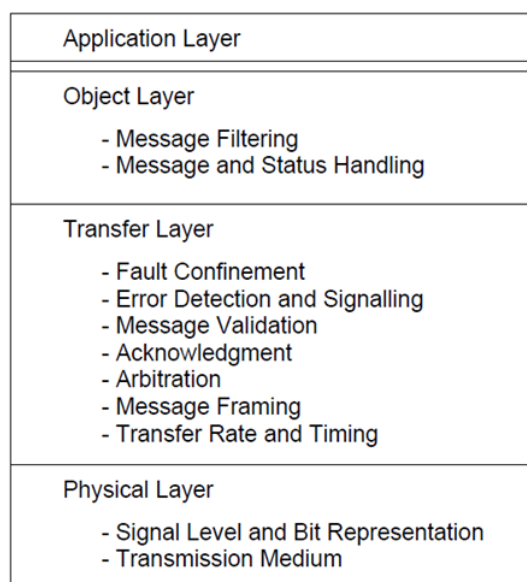 Application Layer
Object Layer
- Message Filtering
- Message and Status Handling
Transfer Layer
- Fault Confinement
- Error Detection and Signalling
- Message Validation
- Acknowledgment
- Arbitration
- Message Framing
- Transfer Rate and Timing
Physical Layer
- Signal Level and Bit Representation
- Transmission Medium